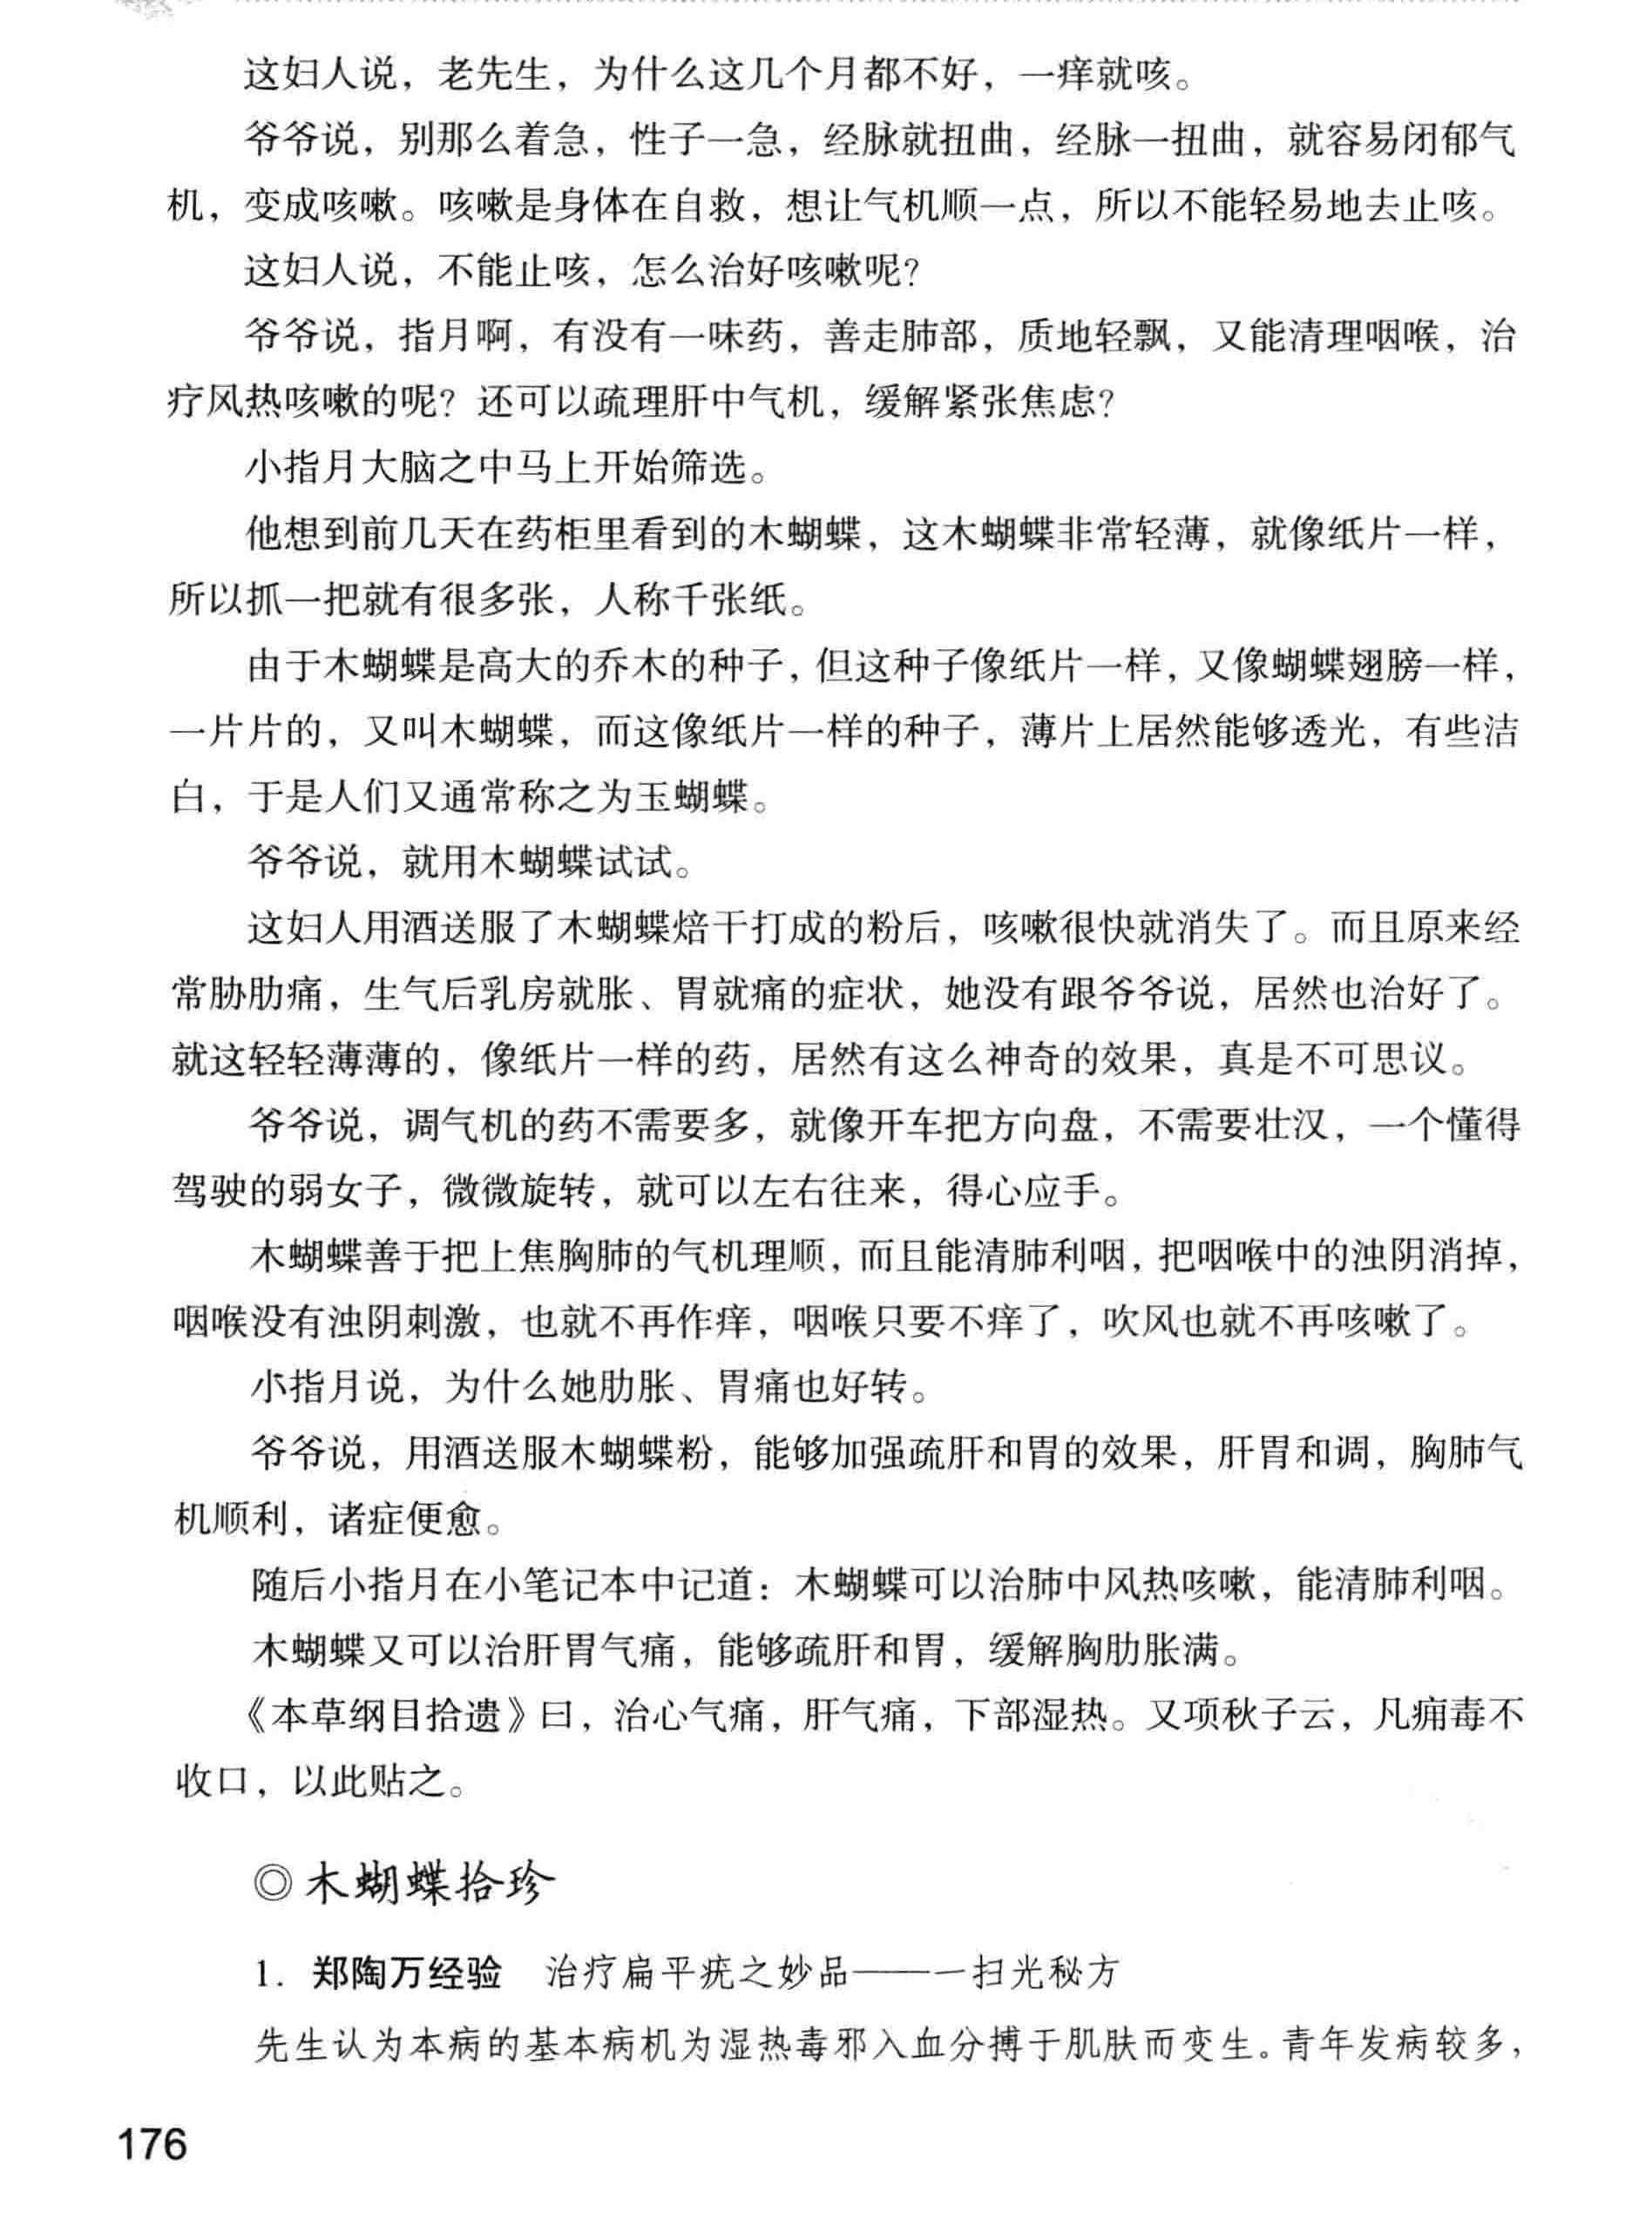 这妇人说，老先生，为什么这几个月都不好，一痒就咳。
爷爷说，别那么着急，性子一急，经脉就扭曲，经脉一扭曲，就容易闭郁气
机，变成咳嗽。咳嗽是身体在自救，想让气机顺一点，所以不能轻易地去止咳。
这妇人说，不能止咳，怎么治好咳嗽呢？
爷爷说，指月啊，有没有一味药，善走肺部，质地轻飘，又能清理咽喉，治
疗风热咳嗽的呢？还可以疏理肝中气机，缓解紧张焦虑？
小指月大脑之中马上开始筛选。
他想到前几天在药柜里看到的木蝴蝶，这木蝴蝶非常轻薄，就像纸片一样，
所以抓一把就有很多张，人称千张纸。
由于木蝴蝶是高大的乔木的种子，但这种子像纸片一样，又像蝴蝶翅膀一样，
一片片的，又叫木蝴蝶，而这像纸片一样的种子，薄片上居然能够透光，有些洁
白，于是人们又通常称之为玉蝴蝶。
爷爷说，就用木蝴蝶试试。
这妇人用酒送服了木蝴蝶焙干打成的粉后，咳嗽很快就消失了。而且原来经
常胁肋痛，生气后乳房就胀、胃就痛的症状，她没有跟爷爷说，居然也治好了。
就这轻轻薄薄的，像纸片一样的药，居然有这么神奇的效果，真是不可思议。
爷爷说，调气机的药不需要多，就像开车把方向盘，不需要壮汉，一个懂得
驾驶的弱女子，微微旋转，就可以左右往来，得心应手。
木蝴蝶善于把上焦胸肺的气机理顺，而且能清肺利咽，把咽喉中的浊阴消掉，
咽喉没有浊阴刺激，也就不再作痒，咽喉只要不痒了，吹风也就不再咳嗽了。
小指月说，为什么她肋胀、胃痛也好转。
爷爷说，用酒送服木蝴蝶粉，能够加强疏肝和胃的效果，肝胃和调，胸肺气
机顺利，诸症便愈。
随后小指月在小笔记本中记道：木蝴蝶可以治肺中风热咳嗽，能清肺利咽。
木蝴蝶又可以治肝胃气痛，能够疏肝和胃，缓解胸肋胀满。
《本草纲目拾遗》曰，治心气痛，肝气痛，下部湿热。又项秋子云，凡痈毒不
收口，以此贴之。
◎木蝴蝶拾珍
1. 郑陶万经验 治疗扁平疣之妙品——一扫光秘方
先生认为本病的基本病机为湿热毒邪入血分搏于肌肤而变生。青年发病较多，
176